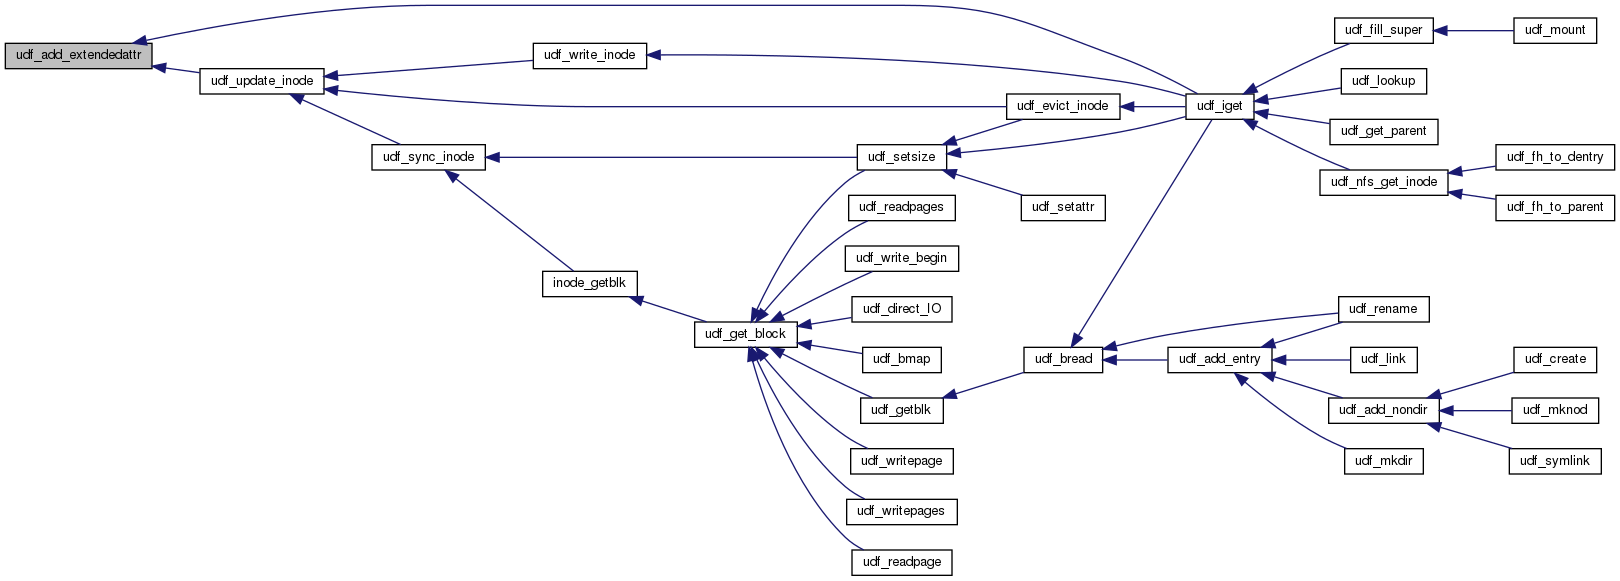 udf_add_extendedattr
udf_update_inode
udf_write_inode
udf_sync_inode
inode_getblk
udf_get_block
udf_evict_inode
udf_setsize
udf_setattr
udf_readpages
udf_write_begin
udf_direct_IO
udf_bmap
udf_getblk
udf_writepage
udf_writepages
udf_readpage
udf_iget
udf_bread
udf_add_entry
udf_fill_super
udf_mount
udf_lookup
udf_get_parent
udf_nfs_get_inode
udf_fh_to_dentry
udf_fh_to_parent
udf_rename
udf_link
udf_add_nondir
udf_mkdir
udf_create
udf_mknod
udf_symlink